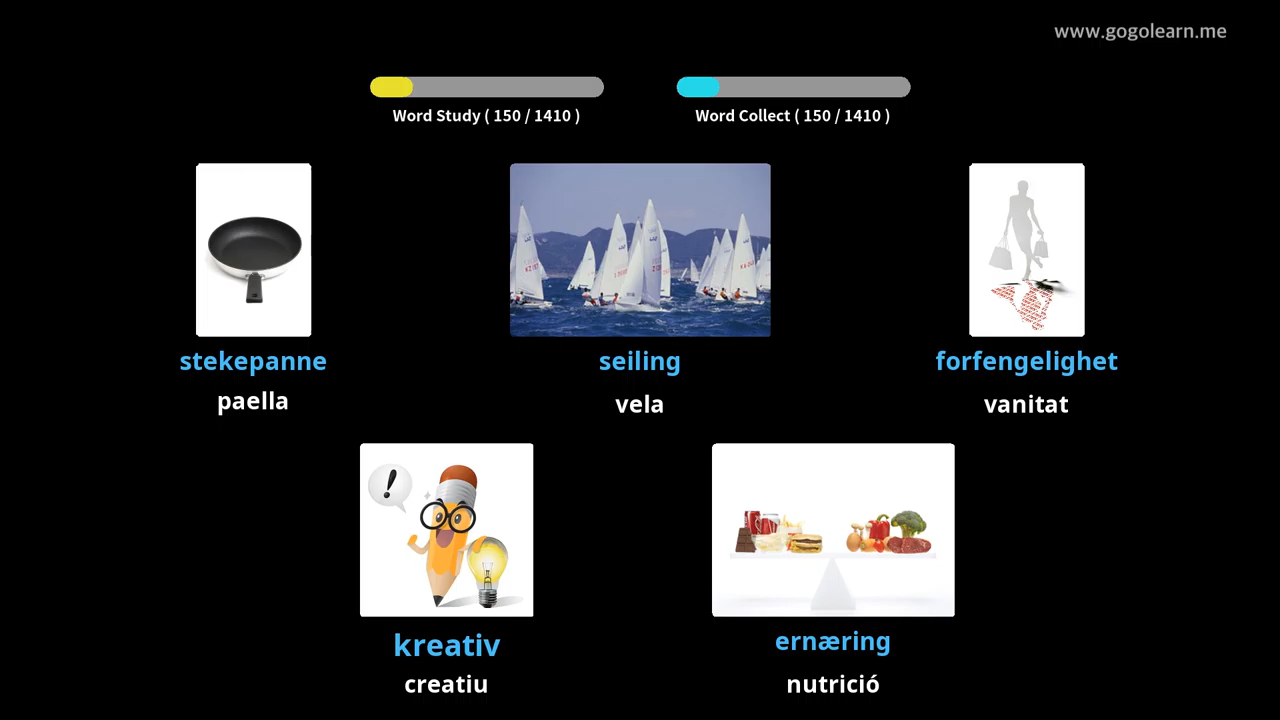 www.gogolearn.me
Word Study ( 150 / 1410 )
Word Collect ( 150 / 1410 )
stekepanne
paella
seiling
vela
forfengelighet
vanitat
kreativ
creatiu
ernæring
nutrició